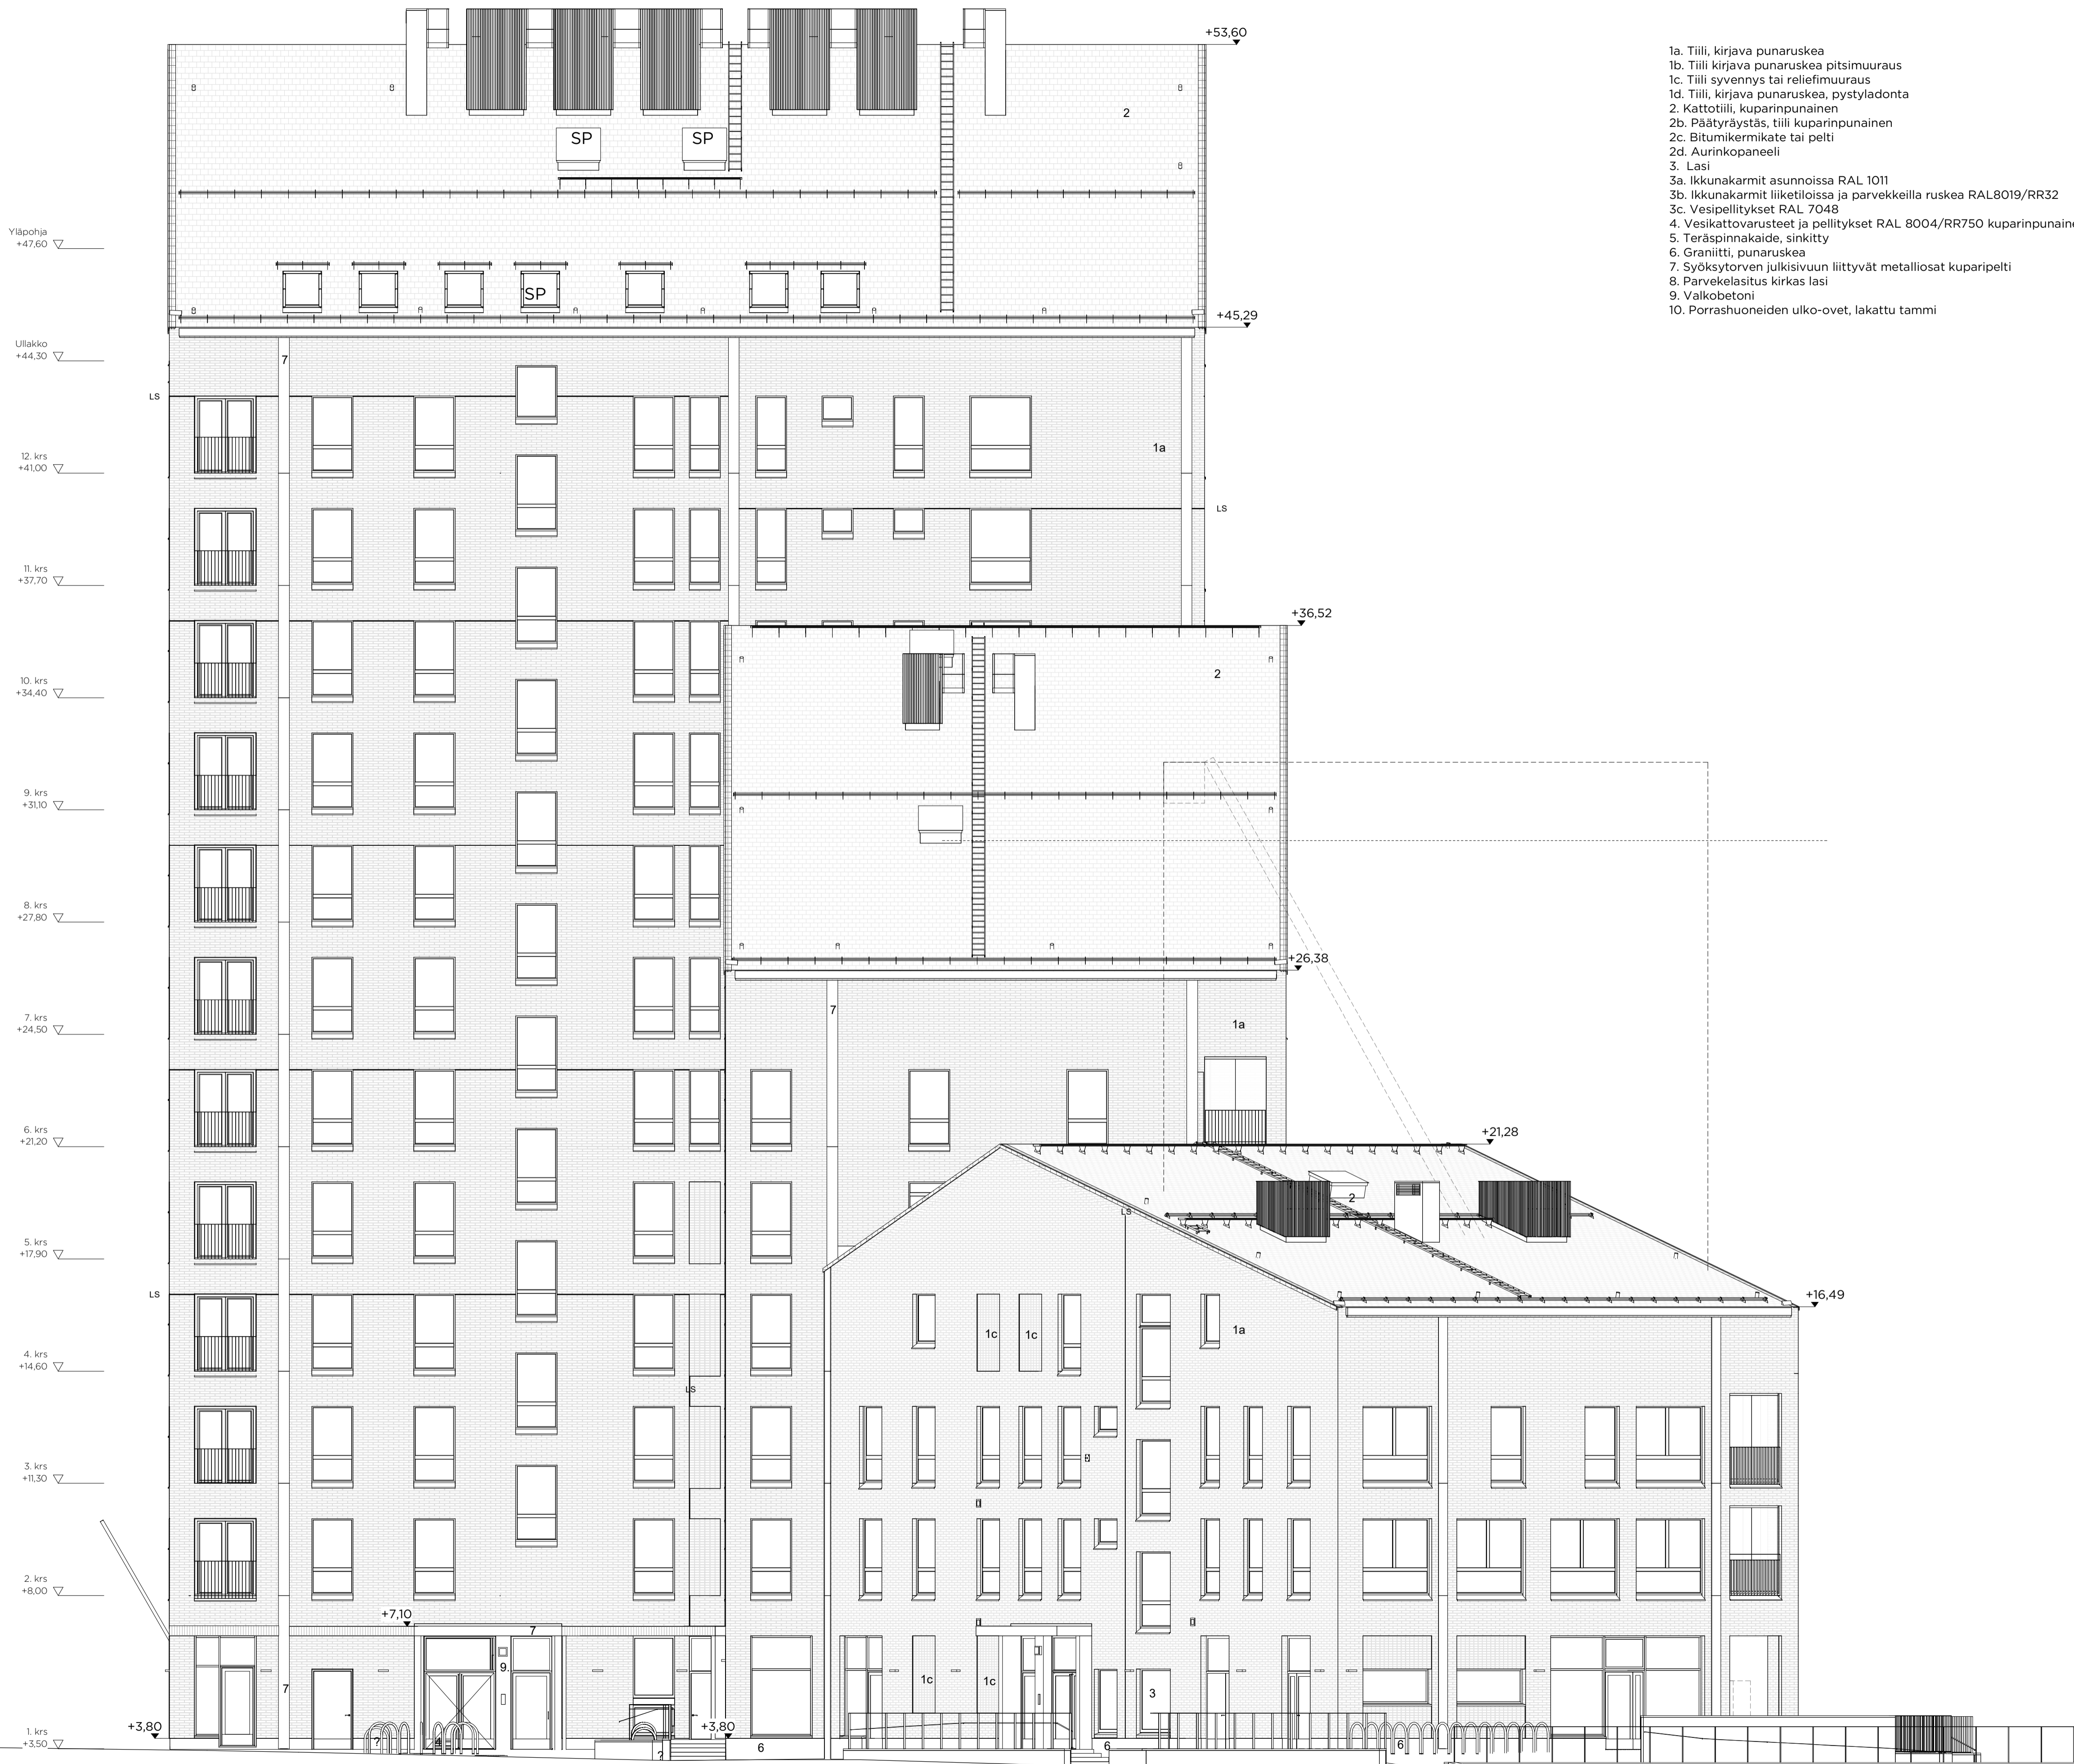 +53,60
1a. Tiili, kirjava punaruskea
1b. Tiili kirjava punaruskea pitsimuuraus
1c. Tiili syvennys tai reliefimuuraus
1d. Tiili, kirjava punaruskea, pystyladonta
2. Kattotiili, kuparinpunainen
2b. Päätyräystäs, tiili kuparinpunainen
2c. Bitumikermikate tai pelti
2d. Aurinkopaneeli
3. Lasi
3a. Ikkunakarmit asunnoissa RAL 1011
3b. Ikkunakarmit liiketiloissa ja parvekkeilla ruskea RAL8019/RR32
3c. Vesipellitykset RAL 7048
4. Vesikattovarusteet ja pellitykset RAL 8004/RR750 kuparinpunaine
5. Teräspinnakaide, sinkitty
6. Graniitti, punaruskea
7. Syöksytorven julkisivuun liittyvät metalliosat kuparipelti
8. Parvekelasitus kirkas lasi
9. Valkobetoni
10. Porrashuoneiden ulko-ovet, lakattu tammi
2
SP SP
Yläpohja
+47,60
SP
+45,29
Ullakko
+44,30
7
LS
12. krs
+41,00
1a
LS
11. krs
+37,70
+36,52
10. krs
+34,40
2
9. krs
+31,10
8. krs
+27,80
+26,38
7. krs
+24,50
7
1a
6. krs
+21,20
+21,28
2
LS
5. krs
+17,90
LS
+16,49
4. krs
+14,60
1c 1c
1a
LS
3. krs
+11,30
2. krs
+8,00
+7,10
7
9.
7
1c 1c
3
1. krs
+3,50
+3,80
+3,80
?
4
?
6
6
6